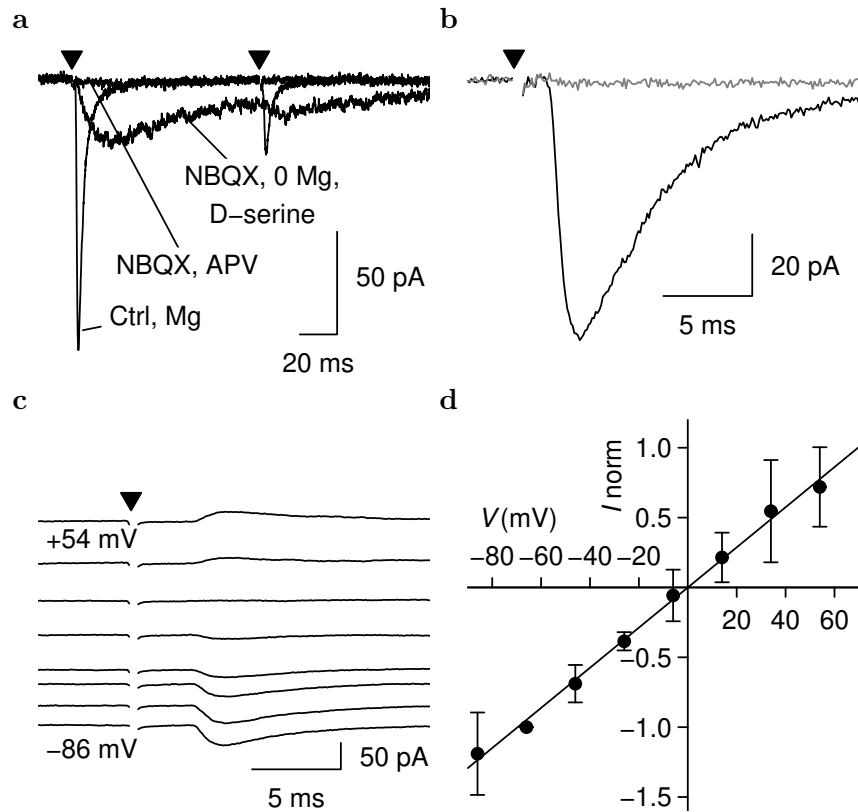 a
NBQX, 0 Mg,
D−serine
NBQX, APV
Ctrl, Mg
50 pA
20 ms
b
20 pA
5 ms
c
+54 mV
−86 mV
50 pA
5 ms
d
I norm
V (mV)
1.0
0.5
−0.5
−1.0
−1.5
−80 −60 −40 −20
20 40 60